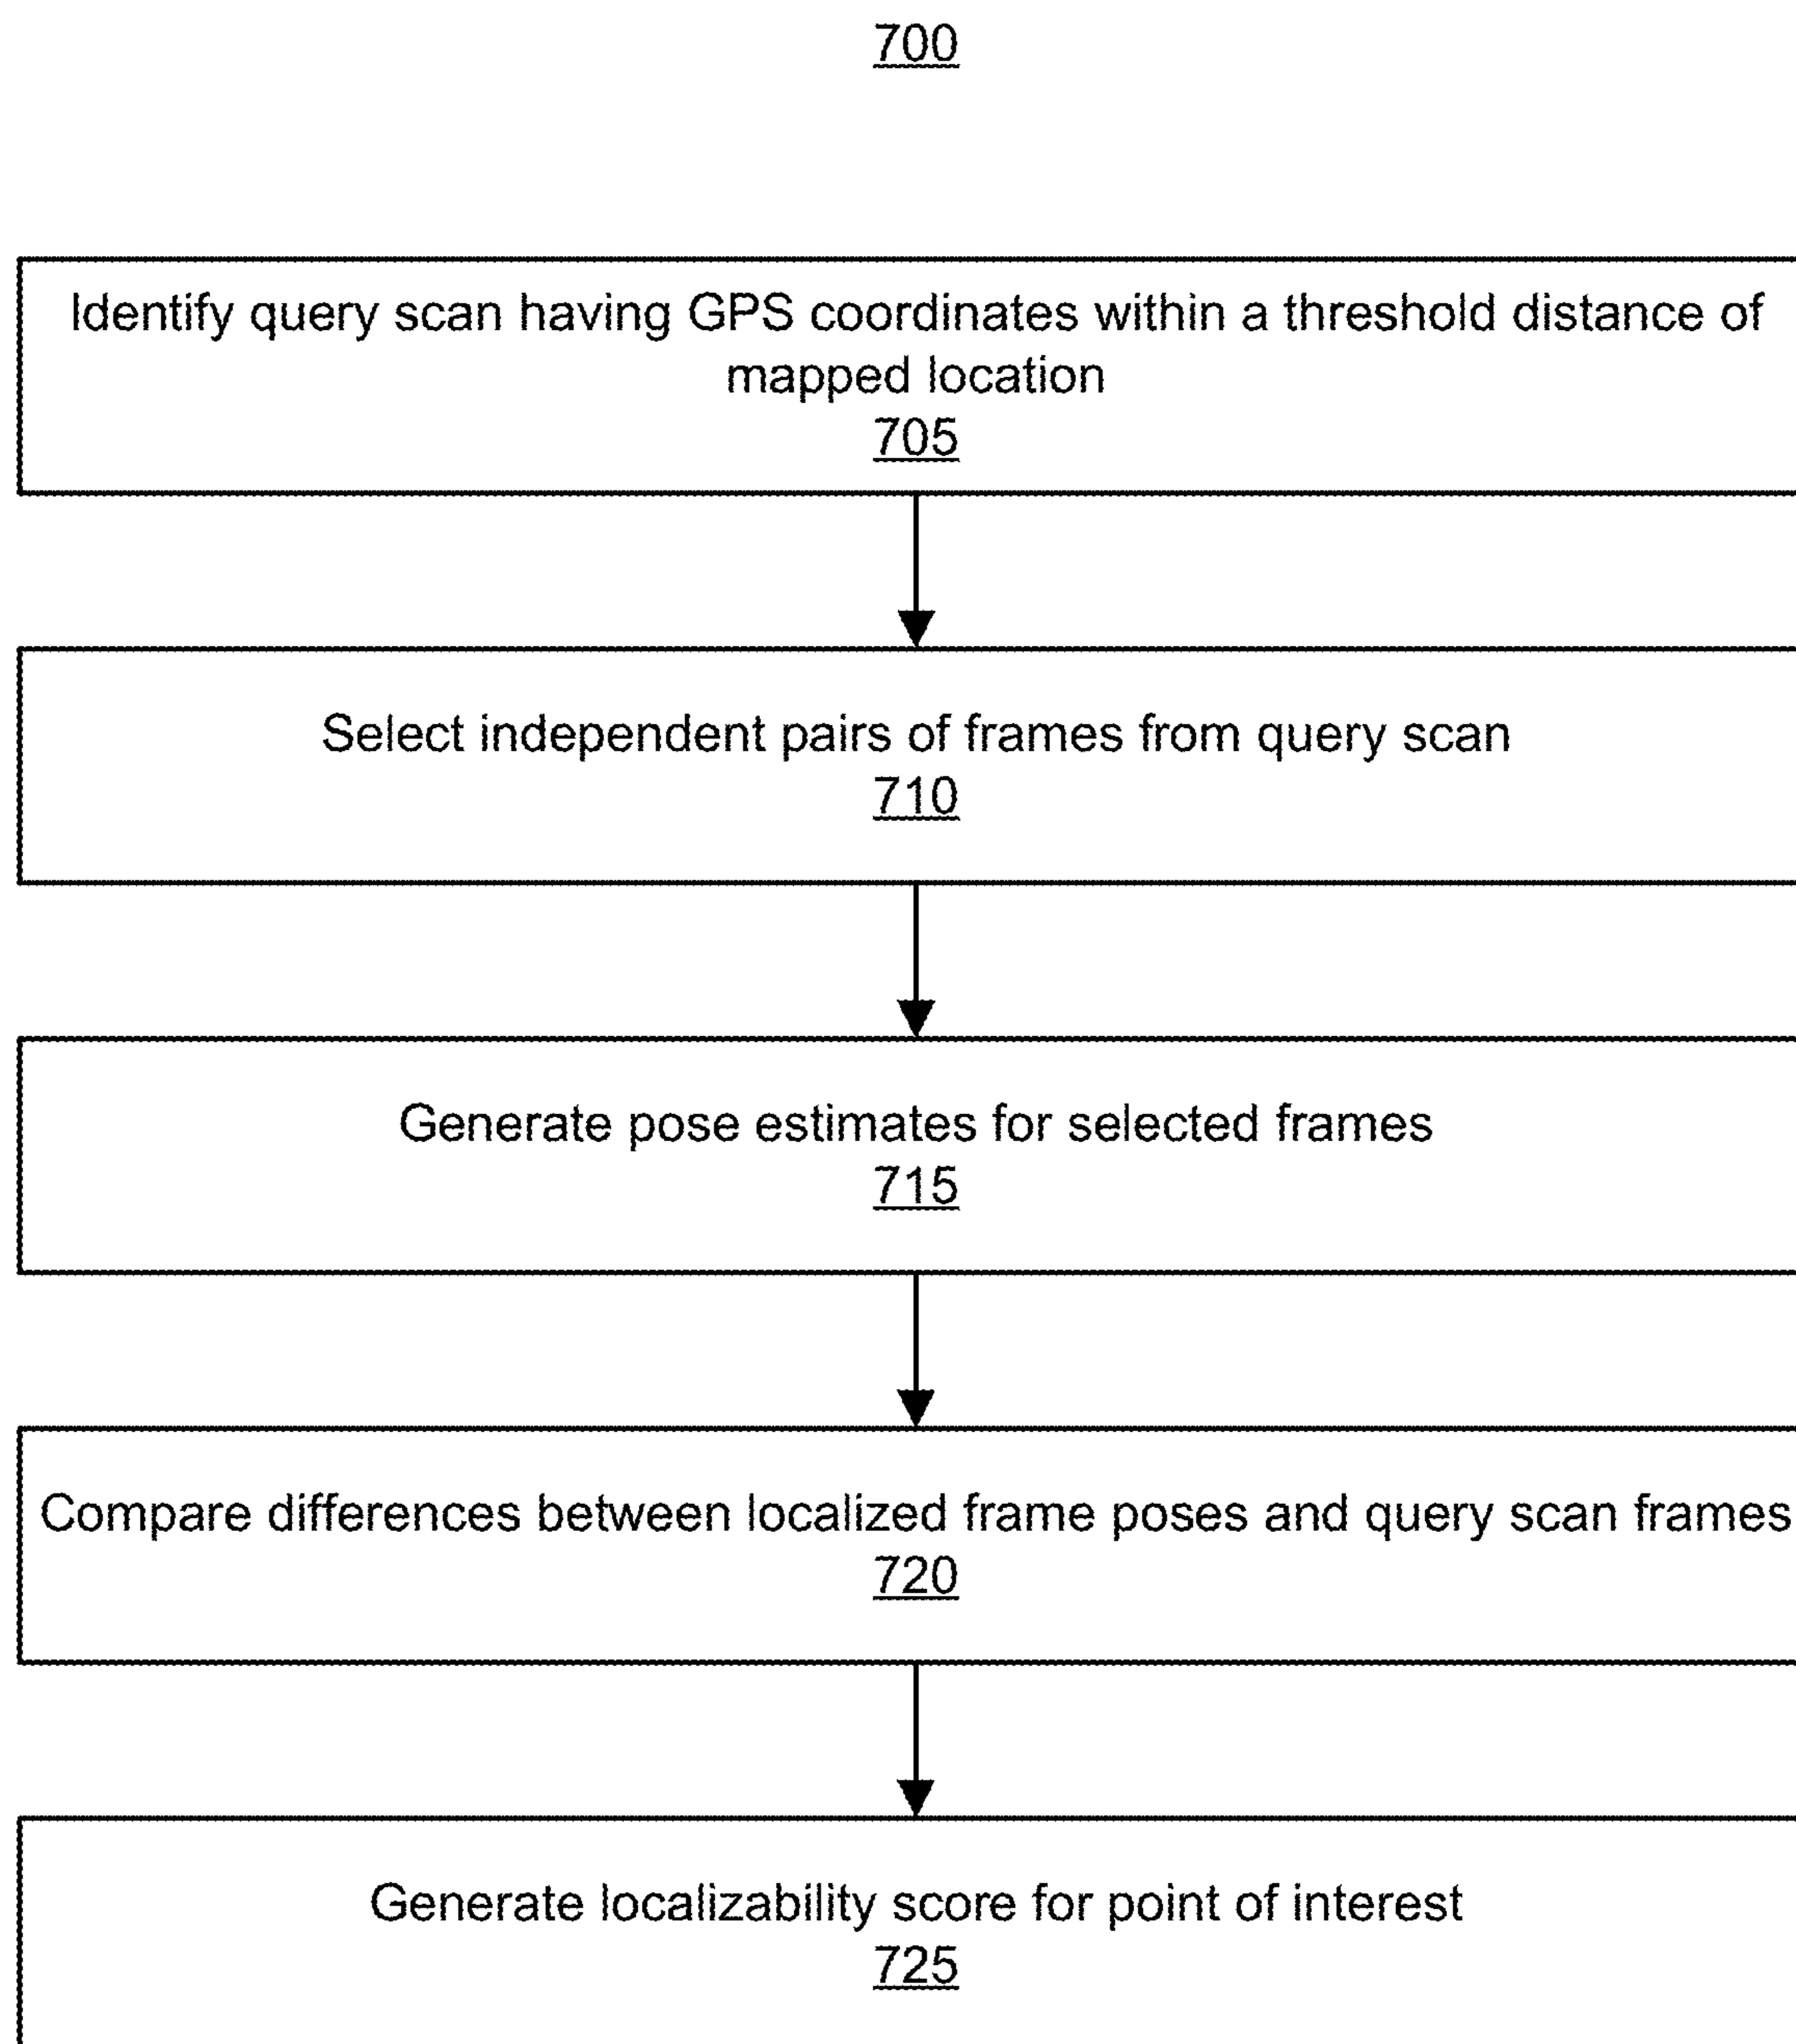 700
Identify query scan having GPS coordinates within a threshold distance of
mapped location
705
Select independent pairs of frames from query scan
710
Generate pose estimates for selected frames
715
Compare differences between localized frame poses and query scan frames
720
Generate localizability score for point of interest
725